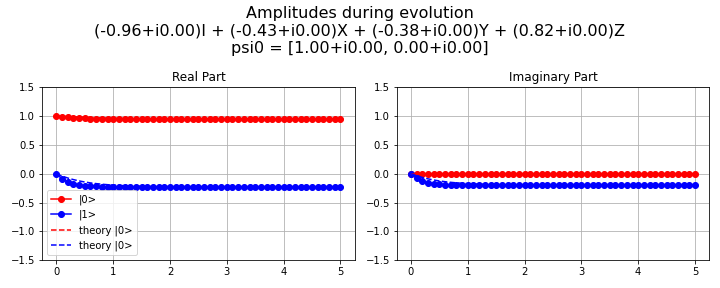 Amplitudes during evolution
(-0.96+i0.00)I + (-0.43+i0.00)X + (-0.38+i0.00)Y + (0.82+i0.00)Z
psi0 = [1.00+i0.00, 0.00+i0.00]
Real Part
1.5
1.0
0.5
0.0
−0.5
−1.0
−1.5
0 1 2 3 4 5
|0>
|1>
theory |0>
theory |0>
Imaginary Part
1.5
1.0
0.5
0.0
−0.5
−1.0
−1.5
0 1 2 3 4 5